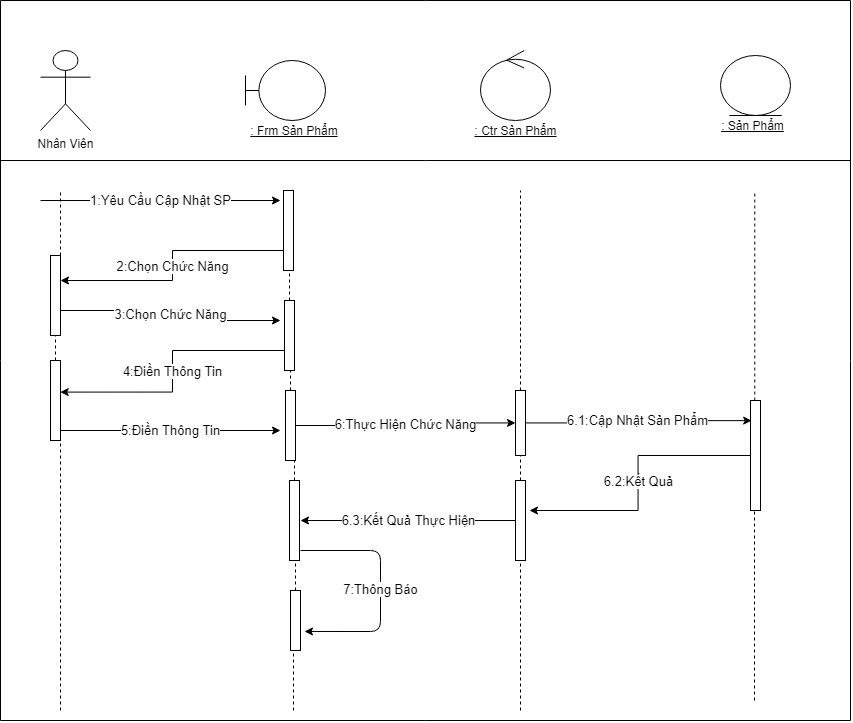 Nhân Viên
: Frm Sản Phẩm
: Ctr Sản Phẩm
: Sản Phẩm
1:Yêu Cầu Cập Nhật SP
2:Chọn Chức Năng
3:Chọn Chức Năng
4:Điền Thông Tin
5:Điền Thông Tin
6:Thực Hiện Chức Năng
6.1:Cập Nhật Sản Phẩm
6.2:Kết Quả
6.3:Kết Quả Thực Hiện
7:Thông Báo